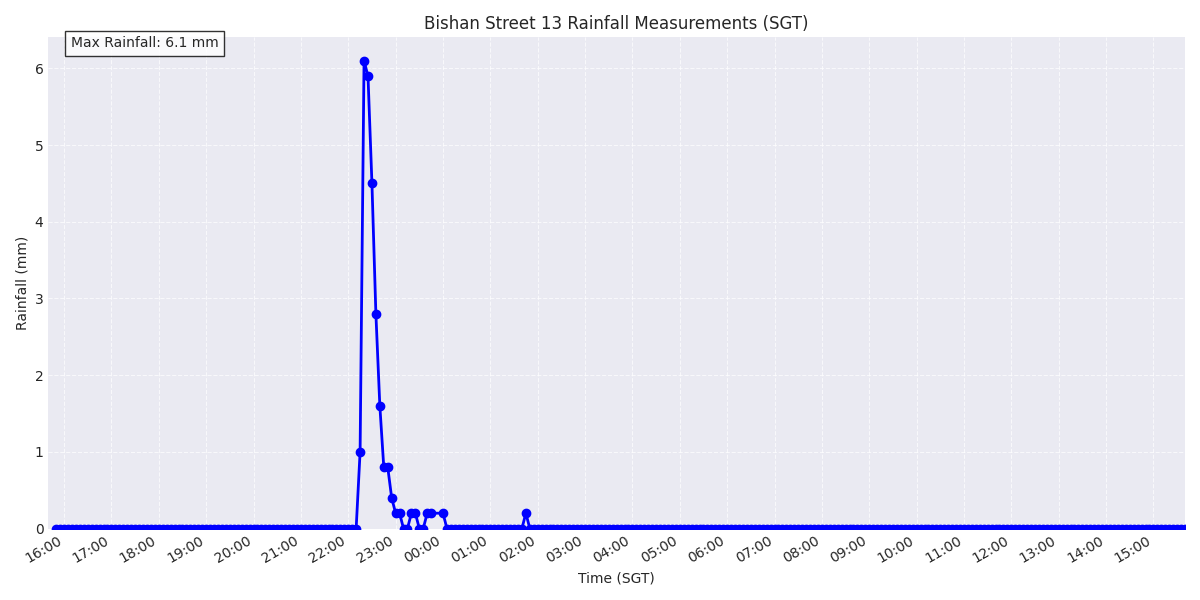 Bishan Street 13 Rainfall Measurements (SGT)
Max Rainfall: 6.1 mm
Rainfall (mm)
6
5
4
3
2
1
0
16:00 17:00 18:00 19:00 20:00 21:00 22:00 23:00 00:00 01:00 02:00 03:00 04:00 05:00 06:00 07:00 08:00 09:00 10:00 11:00 12:00 13:00 14:00 15:00
Time (SGT)